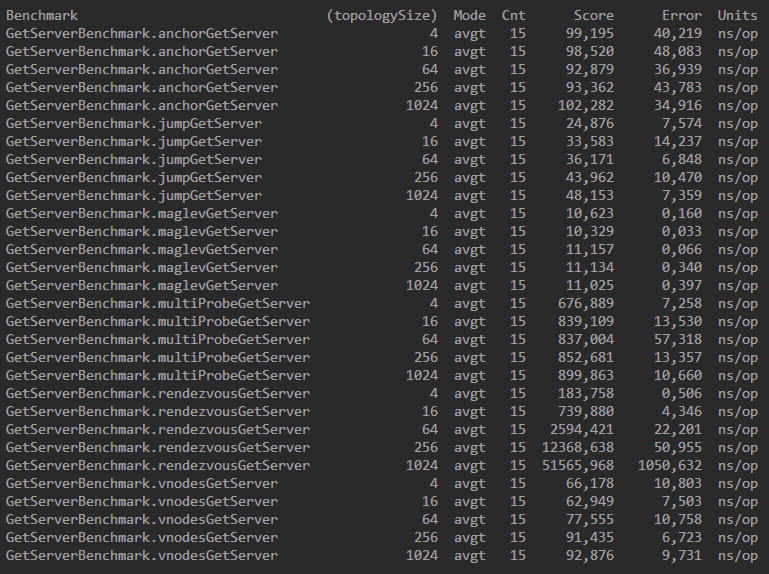 Benchmark (topologySize) Mode Cnt Score Error Units
GetServerBenchmark.anchorGetServer 4 avgt 15 99,195 40,219 ns/op
GetServerBenchmark.anchorGetServer 16 avgt 15 98,520 48,083 ns/op
GetServerBenchmark.anchorGetServer 64 avgt 15 92,879 36,939 ns/op
GetServerBenchmark.anchorGetServer 256 avgt 15 93,362 43,783 ns/op
GetServerBenchmark.anchorGetServer 1024 avgt 15 102,282 34,916 ns/op
GetServerBenchmark.jumpGetServer 4 avgt 15 24,876 7,574 ns/op
GetServerBenchmark.jumpGetServer 16 avgt 15 33,583 14,237 ns/op
GetServerBenchmark.jumpGetServer 64 avgt 15 36,171 6,848 ns/op
GetServerBenchmark.jumpGetServer 256 avgt 15 43,962 10,470 ns/op
GetServerBenchmark.jumpGetServer 1024 avgt 15 48,153 7,359 ns/op
GetServerBenchmark.maglevGetServer 4 avgt 15 10,623 0,160 ns/op
GetServerBenchmark.maglevGetServer 16 avgt 15 10,329 0,033 ns/op
GetServerBenchmark.maglevGetServer 64 avgt 15 11,157 0,066 ns/op
GetServerBenchmark.maglevGetServer 256 avgt 15 11,134 0,340 ns/op
GetServerBenchmark.maglevGetServer 1024 avgt 15 11,025 0,397 ns/op
GetServerBenchmark.multiProbeGetServer 4 avgt 15 676,889 7,258 ns/op
GetServerBenchmark.multiProbeGetServer 16 avgt 15 839,109 13,530 ns/op
GetServerBenchmark.multiProbeGetServer 64 avgt 15 837,004 57,318 ns/op
GetServerBenchmark.multiProbeGetServer 256 avgt 15 852,681 13,357 ns/op
GetServerBenchmark.multiProbeGetServer 1024 avgt 15 899,863 10,660 ns/op
GetServerBenchmark.rendezvousGetServer 4 avgt 15 183,758 0,506 ns/op
GetServerBenchmark.rendezvousGetServer 16 avgt 15 739,880 4,346 ns/op
GetServerBenchmark.rendezvousGetServer 64 avgt 15 2594,421 22,201 ns/op
GetServerBenchmark.rendezvousGetServer 256 avgt 15 12368,638 50,955 ns/op
GetServerBenchmark.rendezvousGetServer 1024 avgt 15 51565,968 1050,632 ns/op
GetServerBenchmark.vnodesGetServer 4 avgt 15 66,178 10,803 ns/op
GetServerBenchmark.vnodesGetServer 16 avgt 15 62,949 7,503 ns/op
GetServerBenchmark.vnodesGetServer 64 avgt 15 77,555 10,758 ns/op
GetServerBenchmark.vnodesGetServer 256 avgt 15 91,435 6,723 ns/op
GetServerBenchmark.vnodesGetServer 1024 avgt 15 92,876 9,731 ns/op